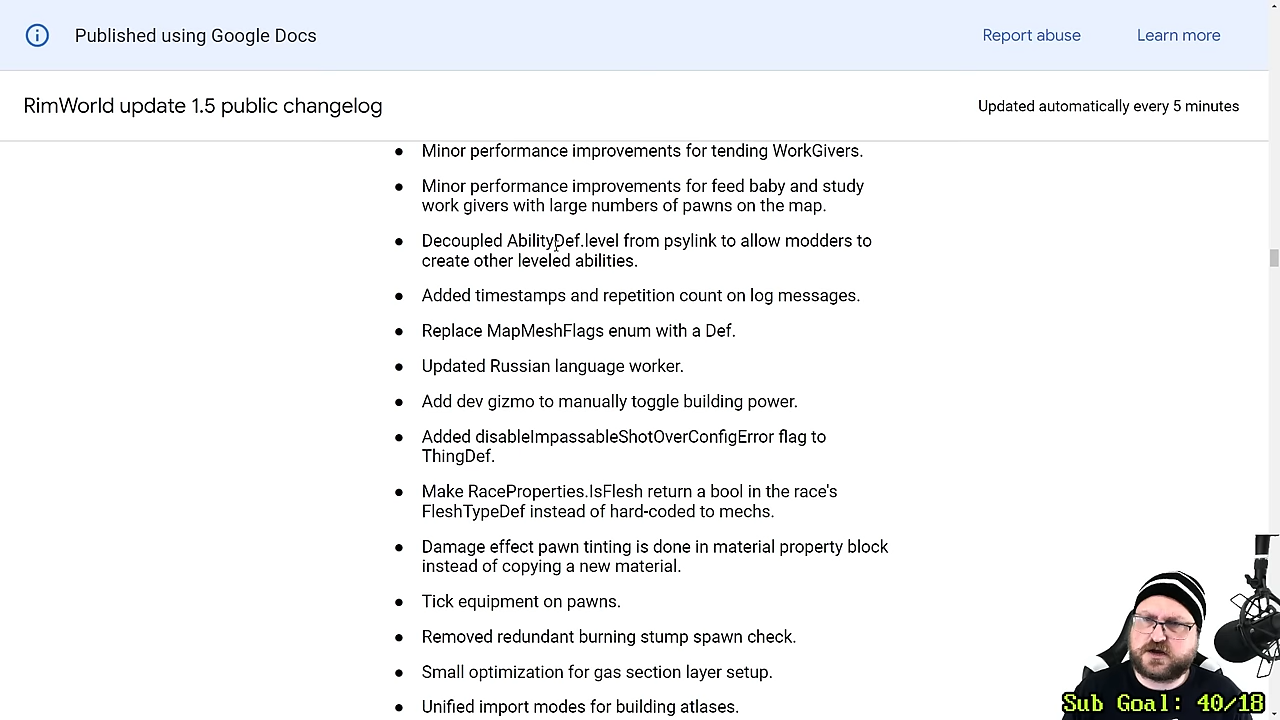 Published using Google Docs
Report abuse
Learn more
RimWorld update 1.5 public changelog
Updated automatically every 5 minutes
● Minor performance improvements for tending WorkGivers.
● Minor performance improvements for feed baby and study
work givers with large numbers of pawns on the map.
● Decoupled AbilityDef.level from psylink to allow modders to
create other leveled abilities.
● Added timestamps and repetition count on log messages.
● Replace MapMeshFlags enum with a Def.
● Updated Russian language worker.
● Add dev gizmo to manually toggle building power.
● Added disableImpassableShotOverConfigError flag to
ThingDef.
● Make RaceProperties.IsFlesh return a bool in the race's
FleshTypeDef instead of hard-coded to mechs.
● Damage effect pawn tinting is done in material property block
instead of copying a new material.
● Tick equipment on pawns.
● Removed redundant burning stump spawn check.
● Small optimization for gas section layer setup.
● Unified import modes for building atlases.
Sub Goal: 40/18